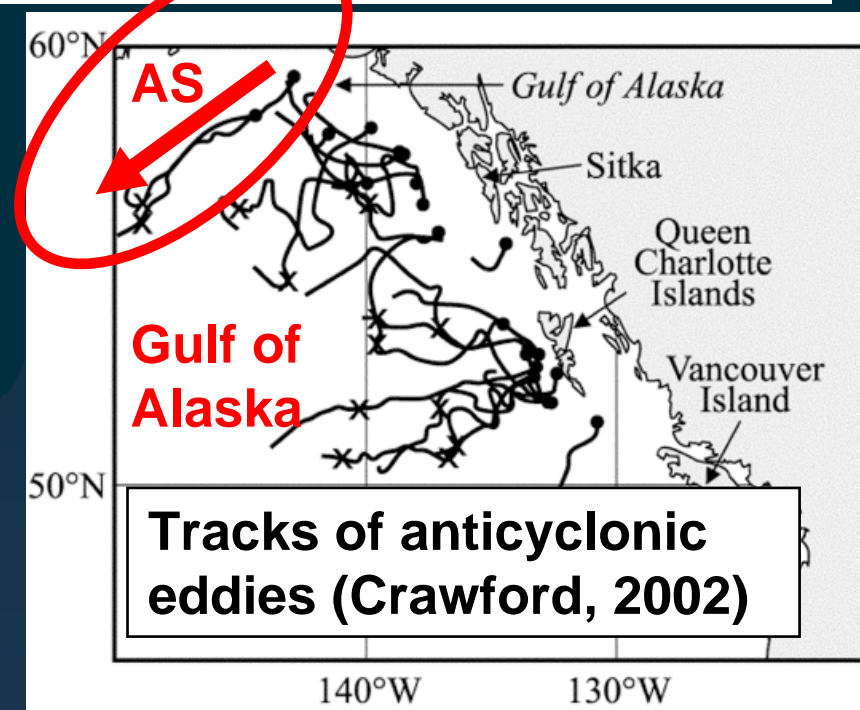 60°N
AS
Gulf of Alaska
Sitka
Queen
Charlotte
Islands
Gulf of
Alaska
Vancouver
Island
50°N
Tracks of anticyclonic
eddies (Crawford, 2002)
140°W
130°W